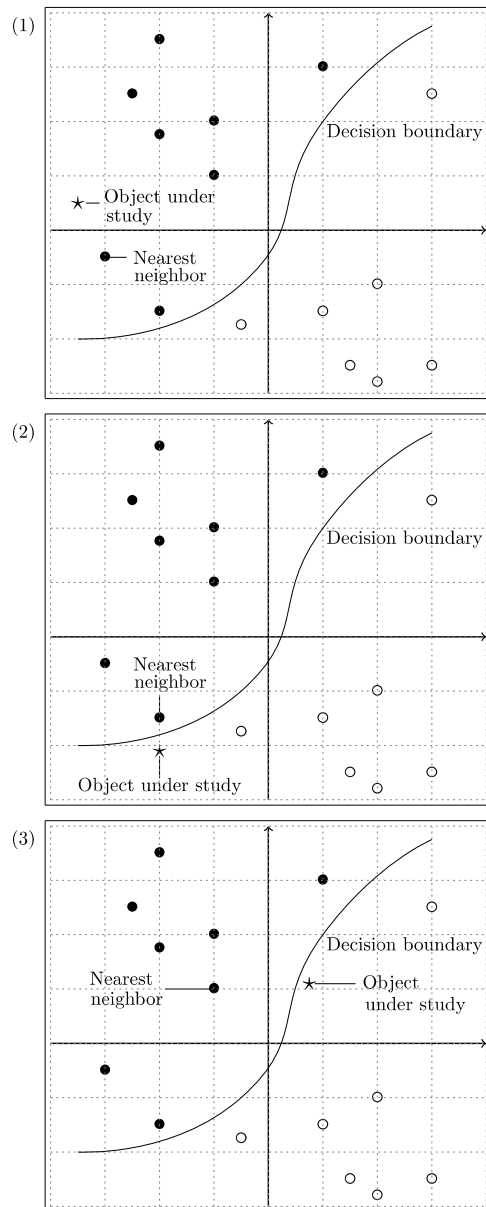 (1)
Decision boundary
Object under
study
Nearest
neighbor
(2)
Decision boundary
Nearest
neighbor
Object under study
(3)
Decision boundary
Nearest
neighbor
Object
under study